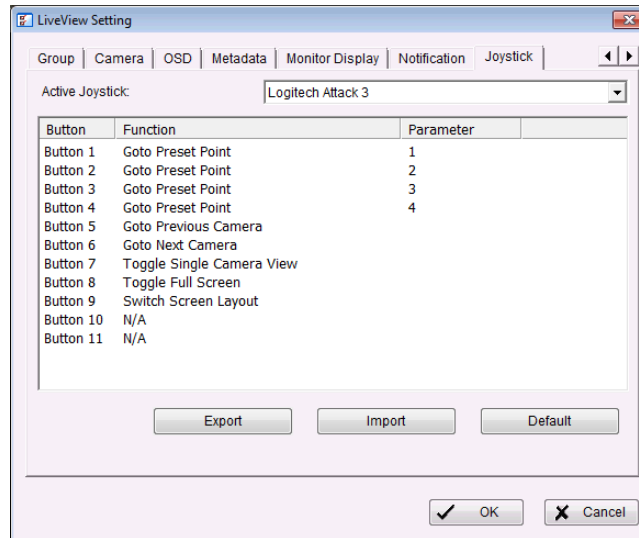 LiveView Setting
Group Camera OSD Metadata Monitor Display Notification Joystick
Active Joystick: Logitech Attack 3
Button Function Parameter
Button 1 Goto Preset Point 1
Button 2 Goto Preset Point 2
Button 3 Goto Preset Point 3
Button 4 Goto Preset Point 4
Button 5 Goto Previous Camera
Button 6 Goto Next Camera
Button 7 Toggle Single Camera View
Button 8 Toggle Full Screen
Button 9 Switch Screen Layout
Button 10 N/A
Button 11 N/A
Export Import Default
OK Cancel